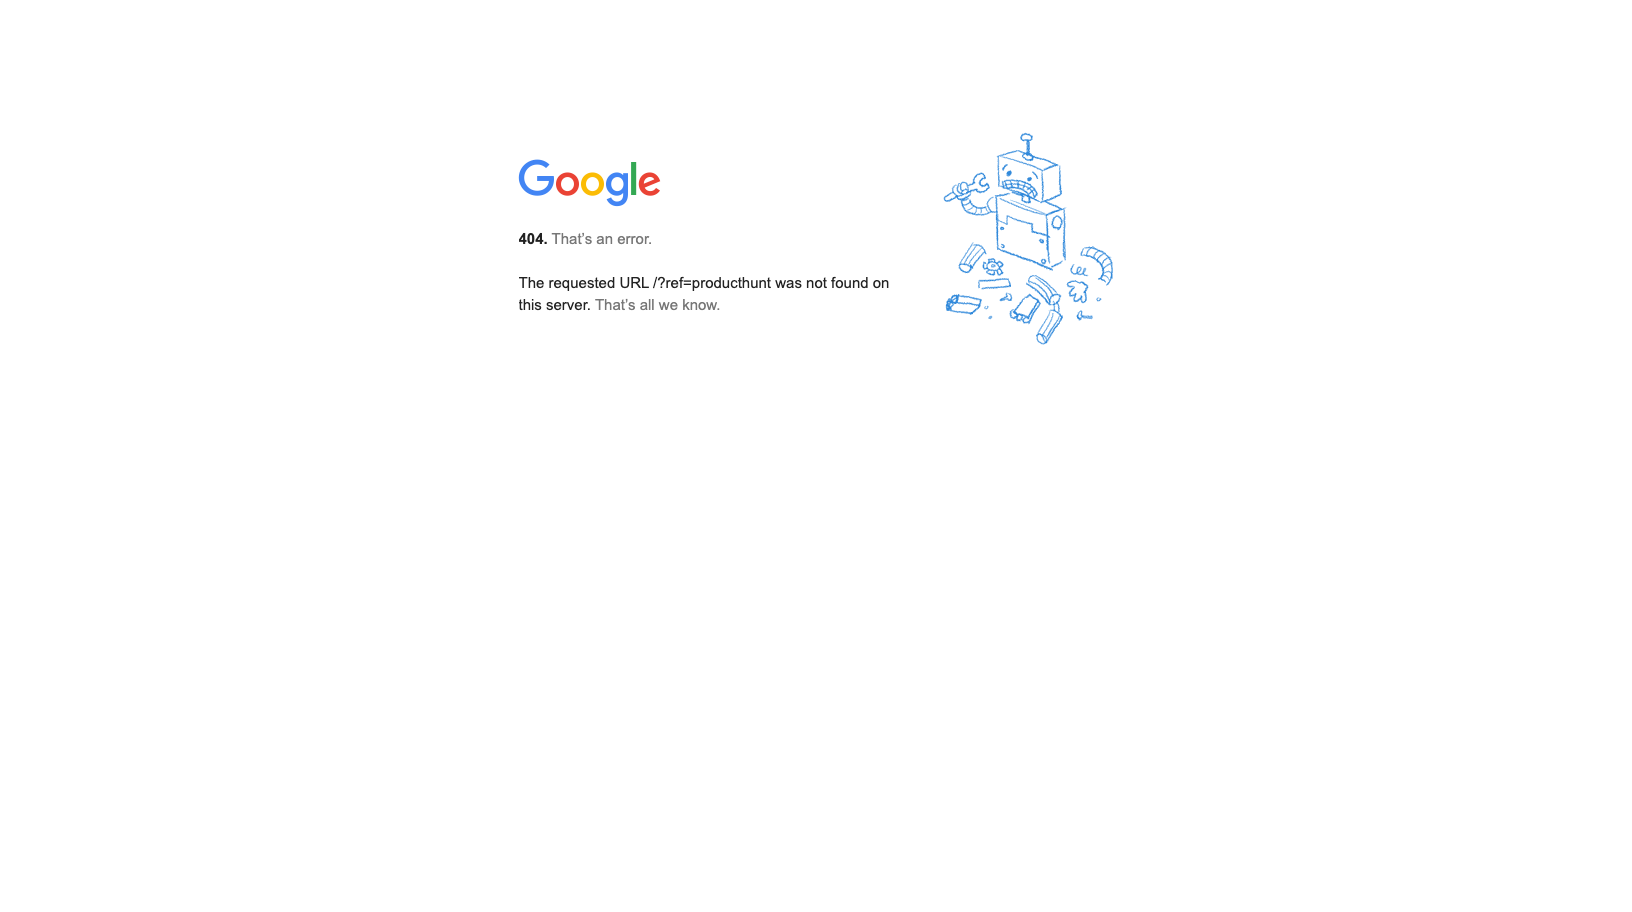 Google
404. That’s an error.
The requested URL /?ref=producthunt was not found on
this server. That’s all we know.